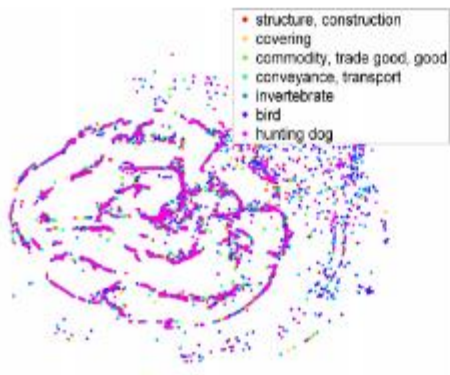 structure, construction
covering
commodity, trade good, good
conveyance, transport
invertebrate
bird
hunting dog